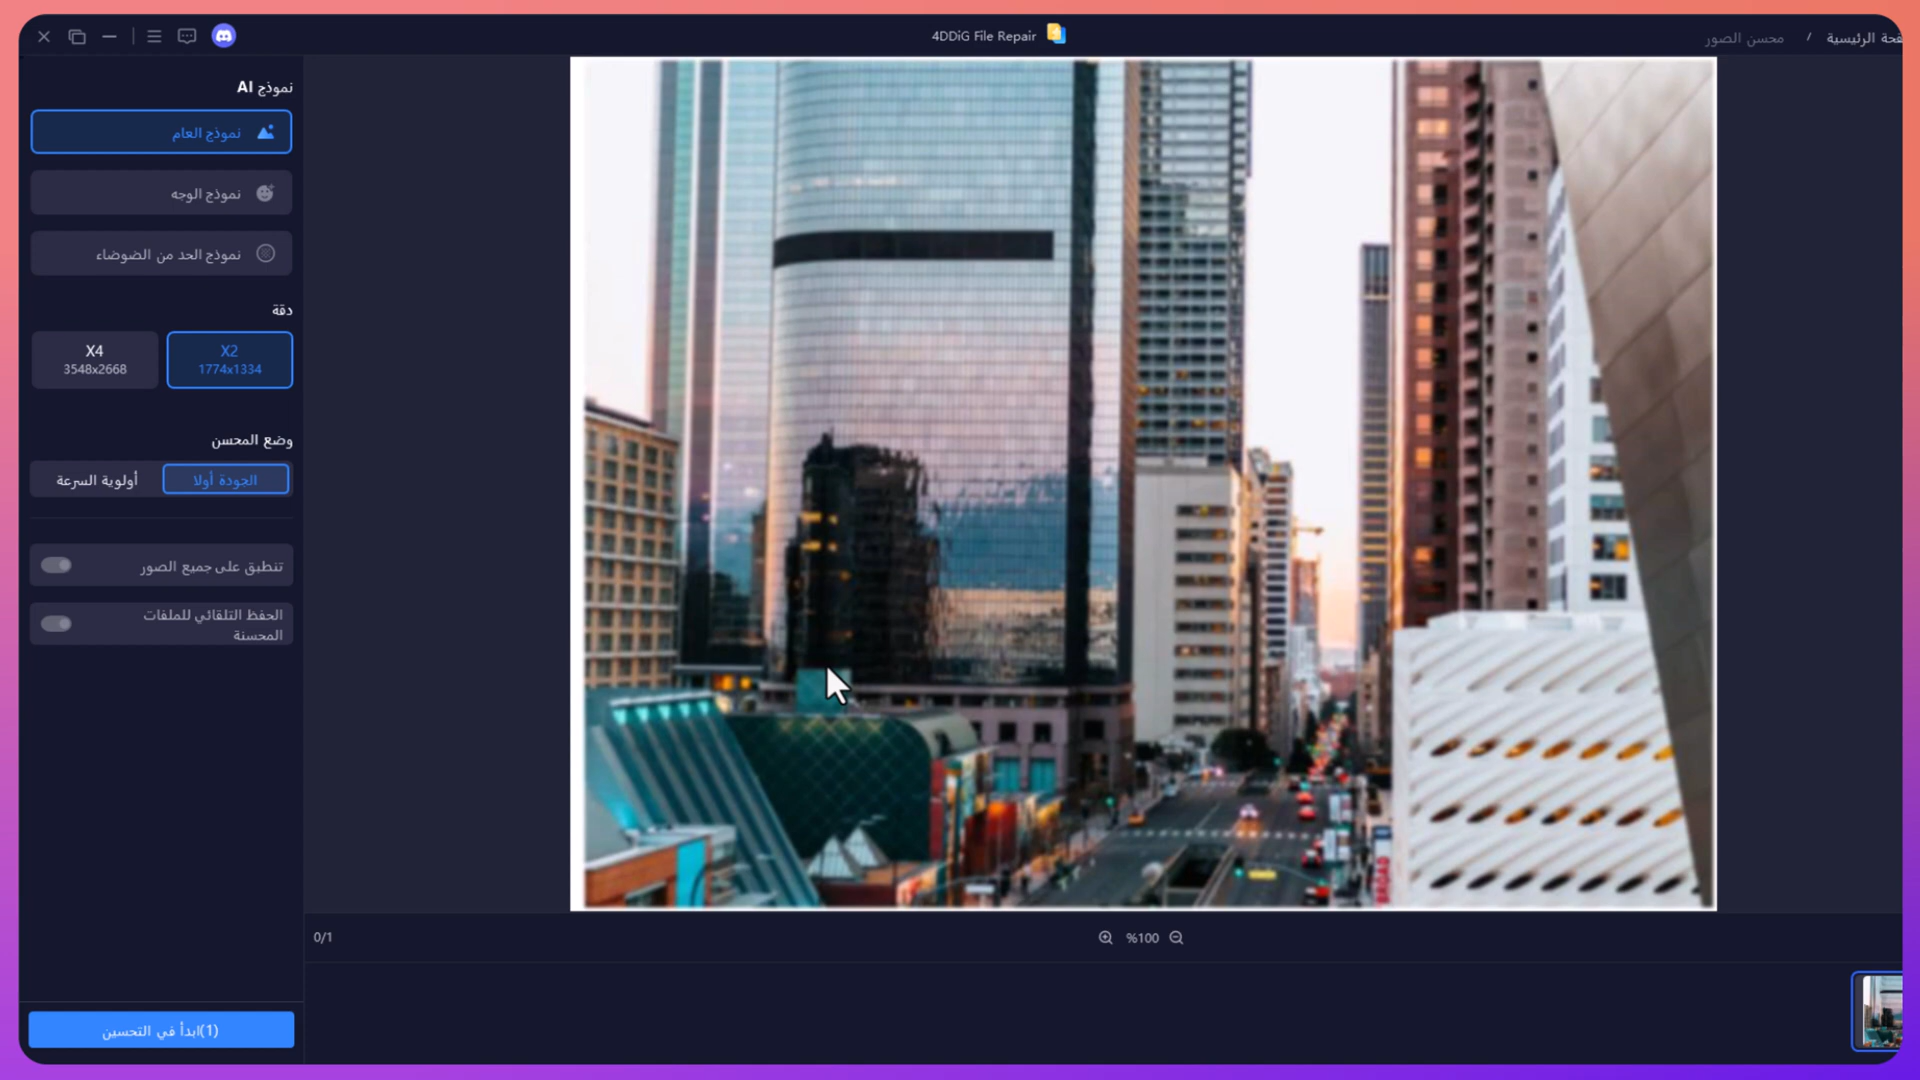 4DDiG File Repair
فحة الرئيسية / محسن الصور
نموذج AI
نموذج العام
نموذج الوجه
نموذج الحد من الضوضاء
دقة
X2
1774x1334
X4
3548x2668
وضع المحسن
الجودة أولا
أولوية السرعة
تنطبق على جميع الصور
الحفظ التلقائي للملفات
المحسنة
ابدأ في التحسين(1)
0/1
%100
BROAD